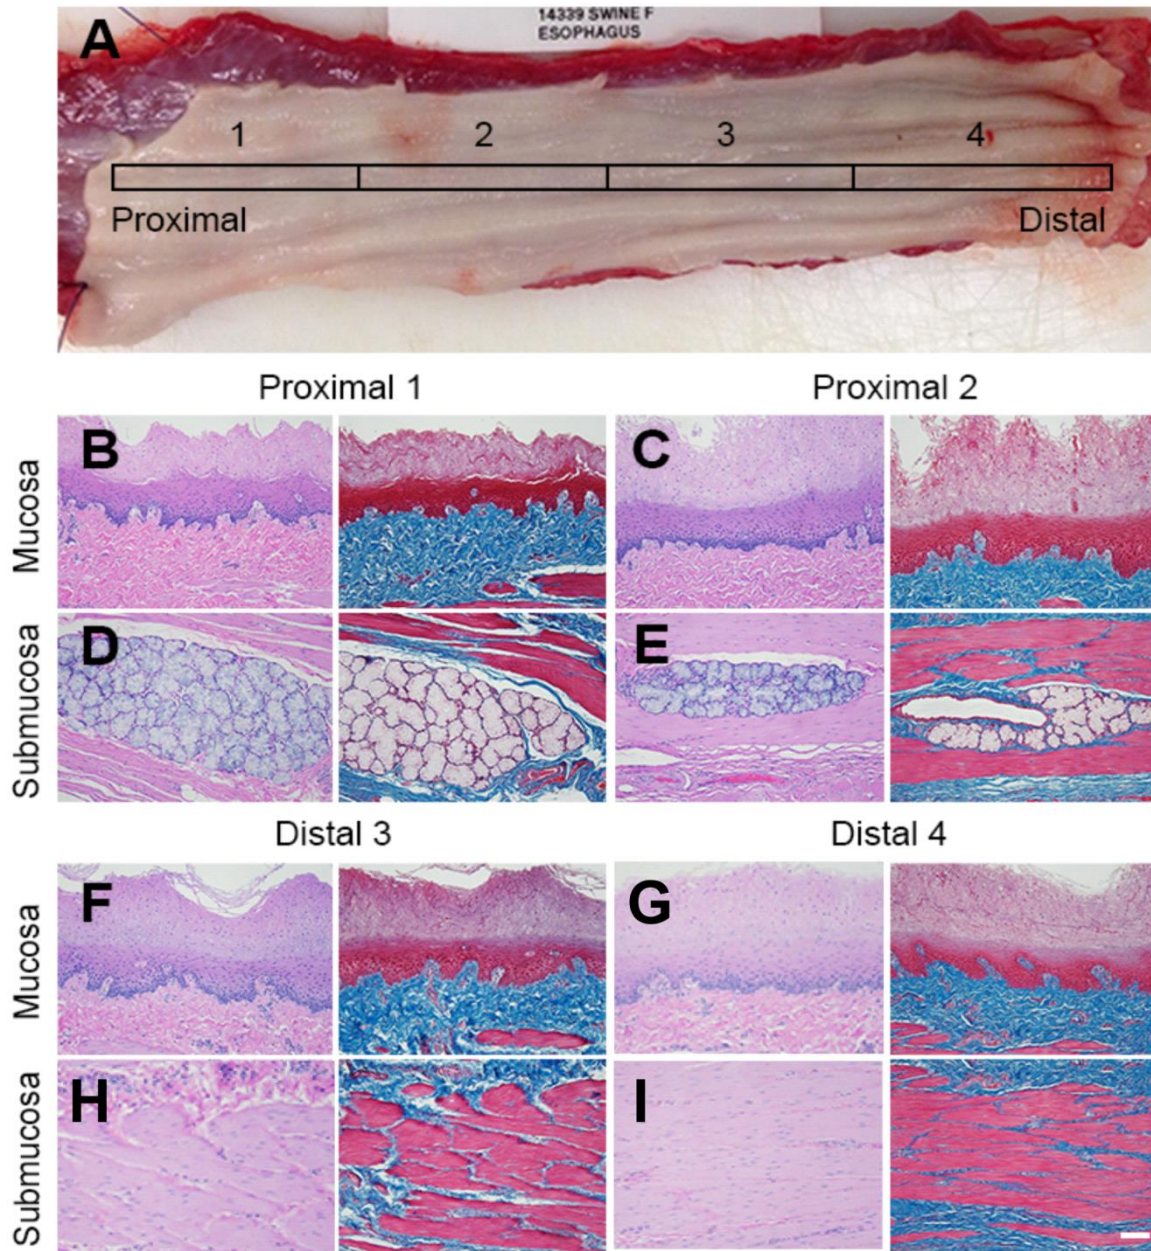 14339 SWINE F
ESOPHAGUS
A
1 2 3 4
Proximal Distal
Proximal 1 Proximal 2
Mucosa
B C
Submucosa
D E
Distal 3 Distal 4
Mucosa
F G
Submucosa
H I